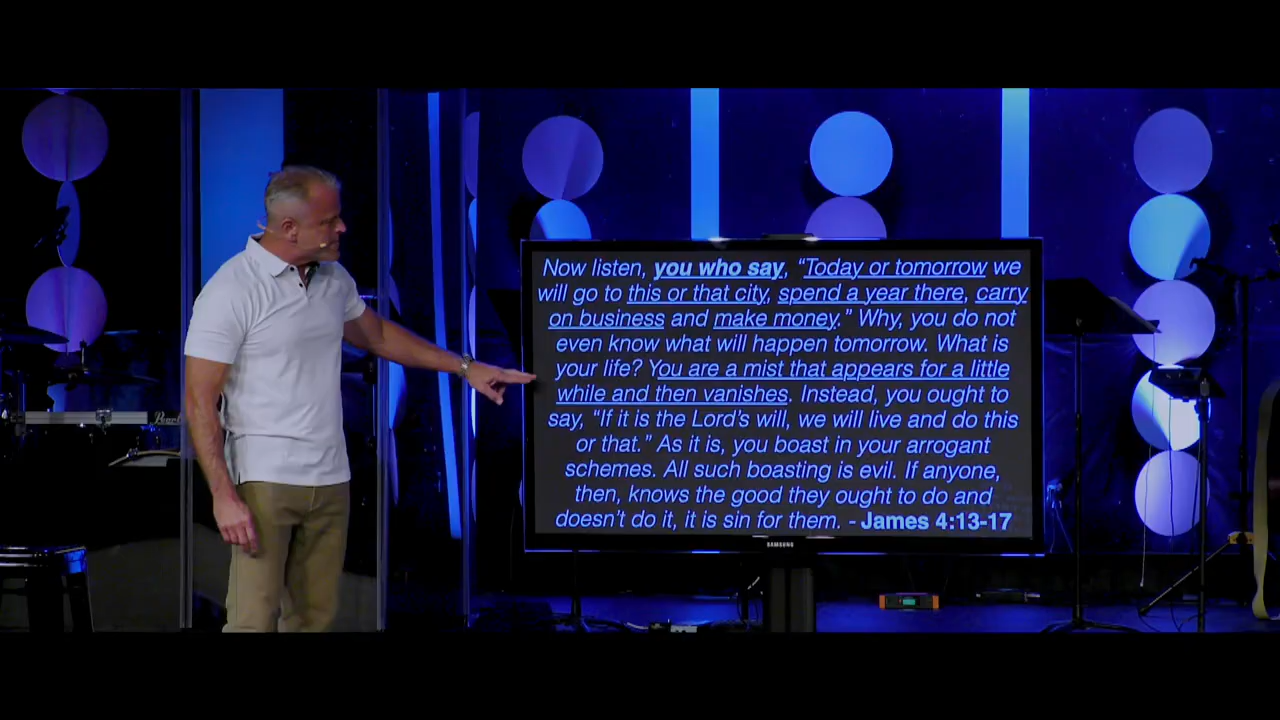 Now listen, you who say, “Today or tomorrow we
will go to this or that city, spend a year there, carry
on business and make money.” Why, you do not
even know what will happen tomorrow. What is
your life? You are a mist that appears for a little
while and then vanishes. Instead, you ought to
say, “If it is the Lord’s will, we will live and do this
or that.” As it is, you boast in your arrogant
schemes. All such boasting is evil. If anyone,
then, knows the good they ought to do and
doesn’t do it, it is sin for them. - James 4:13-17
SAMSUNG
Pearl